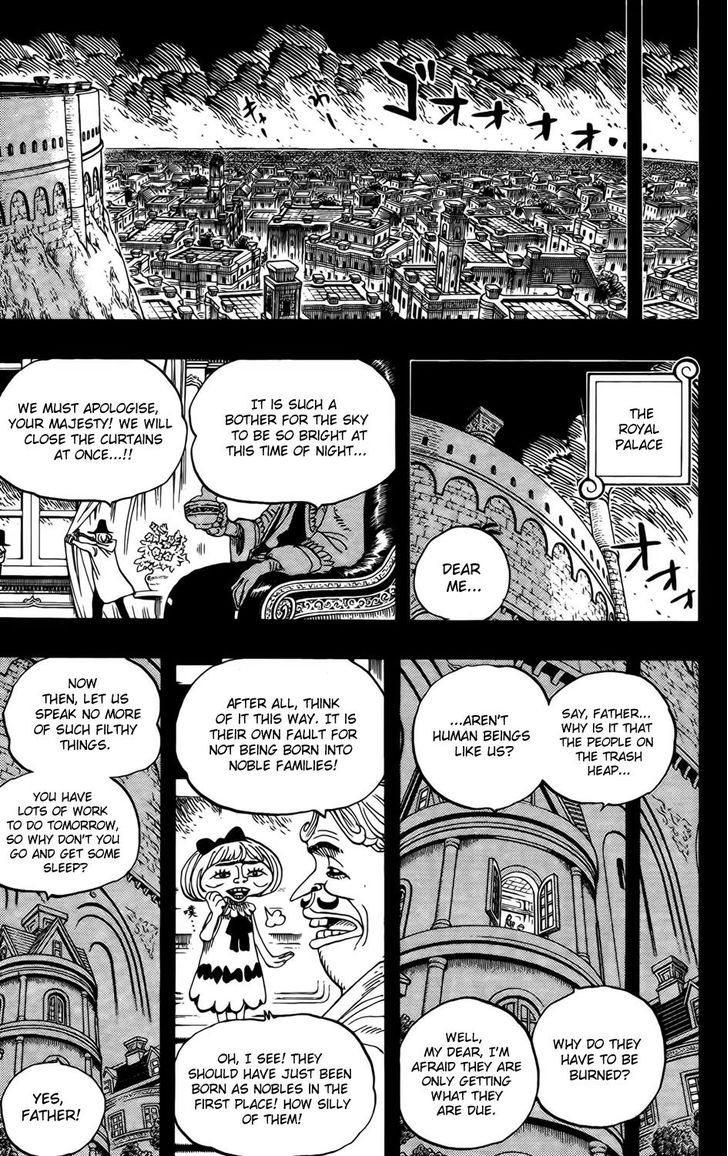 ゴオオオオ…
わー
わー
THE
ROYAL
PALACE
DEAR
ME...
IT IS SUCH A
BOTHER FOR THE SKY
TO BE SO BRIGHT AT
THIS TIME OF NIGHT...
WE MUST APOLOGISE,
YOUR MAJESTY! WE WILL
CLOSE THE CURTAINS
AT ONCE...!!
SAY, FATHER...
WHY IS IT THAT
THE PEOPLE ON
THE TRASH
HEAP...
...AREN'T
HUMAN BEINGS
LIKE US?
WHY DO THEY
HAVE TO BE
BURNED?
WELL,
MY DEAR, I'M
AFRAID THEY
ARE ONLY
GETTING
WHAT
THEY ARE DUE.
AFTER ALL, THINK
OF IT THIS WAY. IT IS
THEIR OWN FAULT FOR
NOT BEING BORN INTO
NOBLE FAMILIES!
OH, I SEE! THEY
SHOULD HAVE JUST BEEN
BORN AS NOBLES IN THE
FIRST PLACE! HOW SILLY
OF THEM!
NOW
THEN, LET US
SPEAK NO MORE
OF SUCH FILTHY
THINGS.
YOU HAVE
LOTS OF WORK
TO DO TOMORROW,
SO WHY DON'T YOU
GO AND GET SOME
SLEEP?
YES,
FATHER!